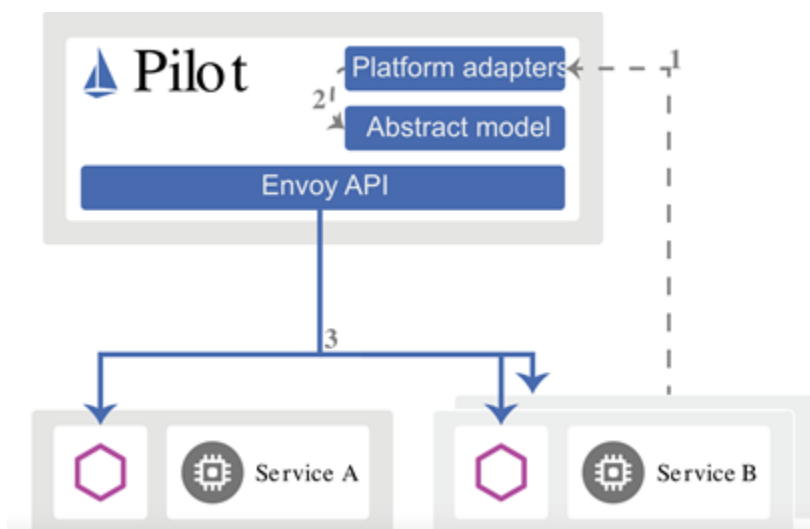 Pilot
Platform adapters
1
2
Abstract model
Envoy API
3
Service A
Service B